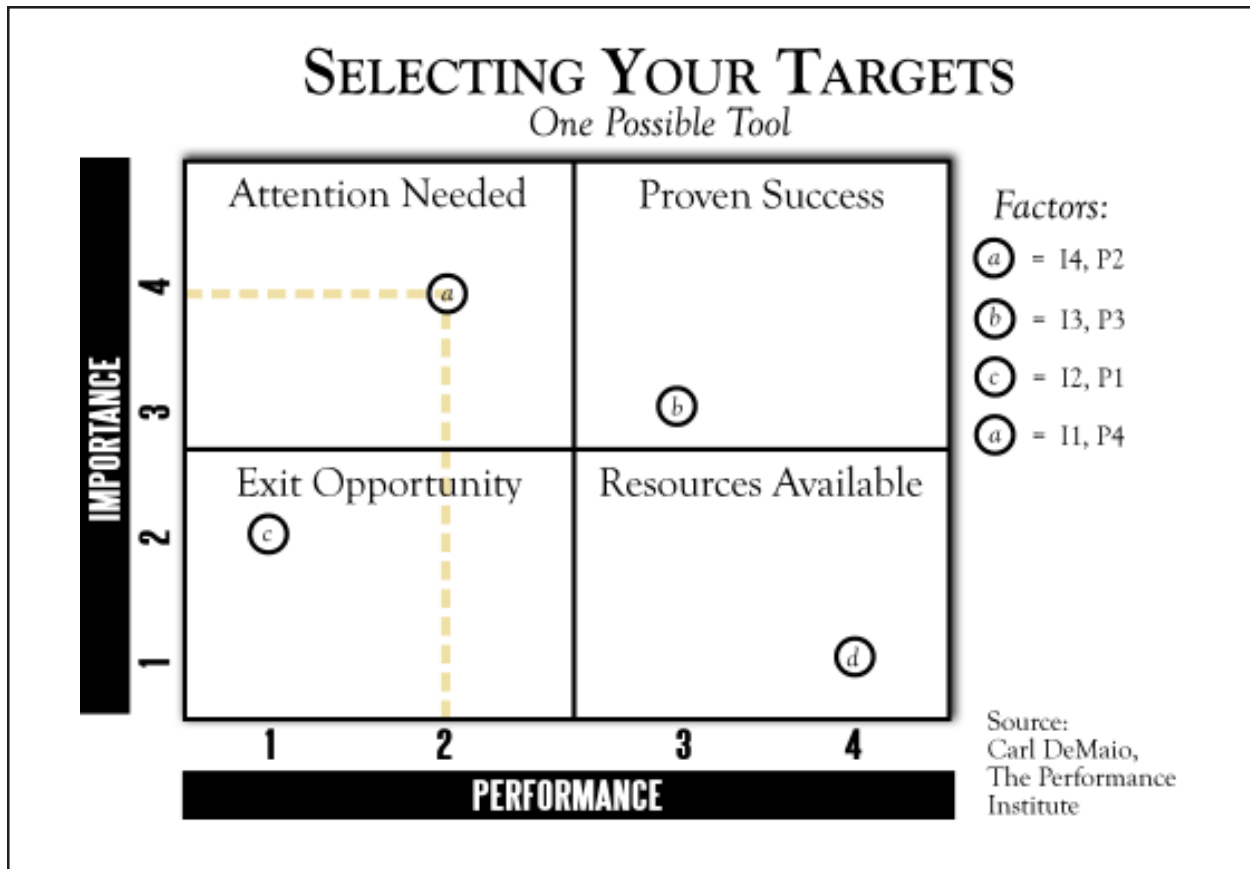 SELECTING YOUR TARGETS
One Possible Tool
Attention Needed
Proven Success
Exit Opportunity
Resources Available
a
b
c
d
IMPORTANCE
4
3
2
1
1 2 3 4
PERFORMANCE
Factors:
a = I4, P2
b = I3, P3
c = I2, P1
a = I1, P4
Source:
Carl DeMaio,
The Performance
Institute